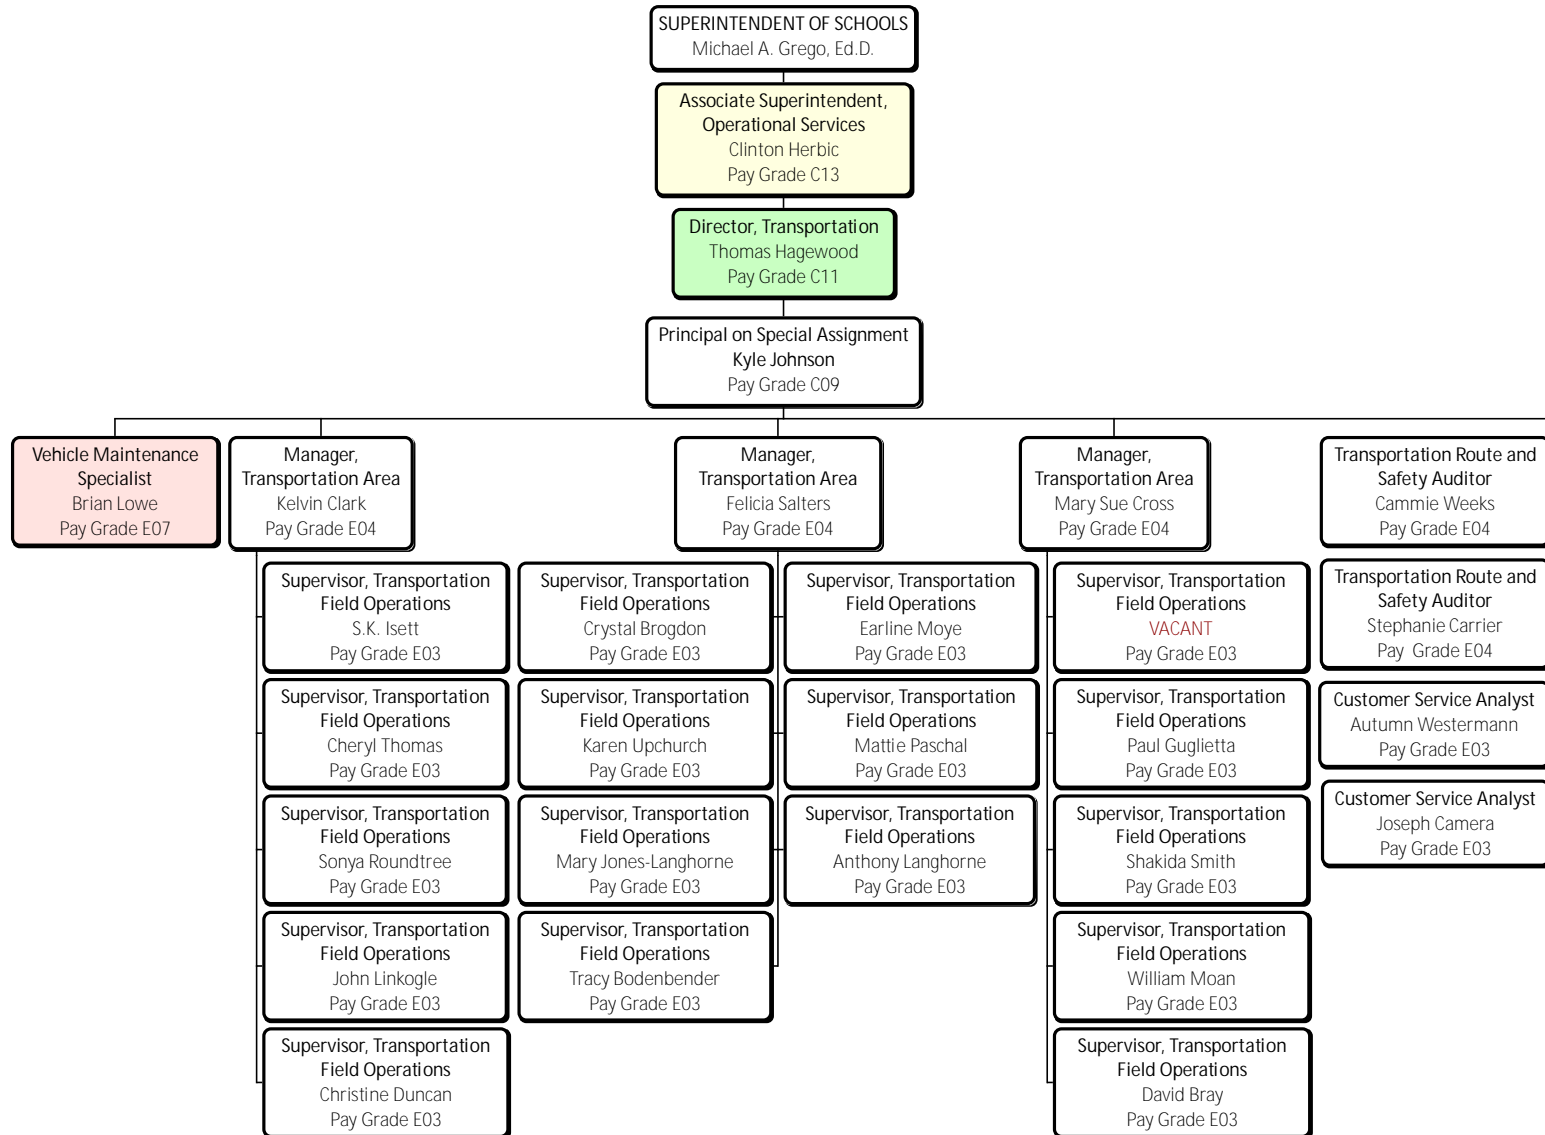 SUPERINTENDENT OF SCHOOLS
Michael A. Grego, Ed.D.
Associate Superintendent,
Operational Services
Clinton Herbic
Pay Grade C13
Director, Transportation
Thomas Hagewood
Pay Grade C11
Principal on Special Assignment
Kyle Johnson
Pay Grade C09
Vehicle Maintenance
Specialist
Brian Lowe
Pay Grade E07
Manager,
Transportation Area
Kelvin Clark
Pay Grade E04
Supervisor, Transportation
Field Operations
S.K. Isett
Pay Grade E03
Supervisor, Transportation
Field Operations
Cheryl Thomas
Pay Grade E03
Supervisor, Transportation
Field Operations
Sonya Roundtree
Pay Grade E03
Supervisor, Transportation
Field Operations
John Linkogle
Pay Grade E03
Supervisor, Transportation
Field Operations
Christine Duncan
Pay Grade E03
Manager,
Transportation Area
Felicia Salters
Pay Grade E04
Supervisor, Transportation
Field Operations
Crystal Brogdon
Pay Grade E03
Supervisor, Transportation
Field Operations
Karen Upchurch
Pay Grade E03
Supervisor, Transportation
Field Operations
Mary Jones-Langhorne
Pay Grade E03
Supervisor, Transportation
Field Operations
Tracy Bodenbender
Pay Grade E03
Supervisor, Transportation
Field Operations
Earline Moye
Pay Grade E03
Supervisor, Transportation
Field Operations
Mattie Paschal
Pay Grade E03
Supervisor, Transportation
Field Operations
Anthony Langhorne
Pay Grade E03
Manager,
Transportation Area
Mary Sue Cross
Pay Grade E04
Supervisor, Transportation
Field Operations
VACANT
Pay Grade E03
Supervisor, Transportation
Field Operations
Paul Guglietta
Pay Grade E03
Supervisor, Transportation
Field Operations
Shakida Smith
Pay Grade E03
Supervisor, Transportation
Field Operations
William Moan
Pay Grade E03
Supervisor, Transportation
Field Operations
David Bray
Pay Grade E03
Transportation Route and
Safety Auditor
Cammie Weeks
Pay Grade E04
Transportation Route and
Safety Auditor
Stephanie Carrier
Pay  Grade E04
Customer Service Analyst
Autumn Westermann
Pay Grade E03
Customer Service Analyst
Joseph Camera
Pay Grade E03